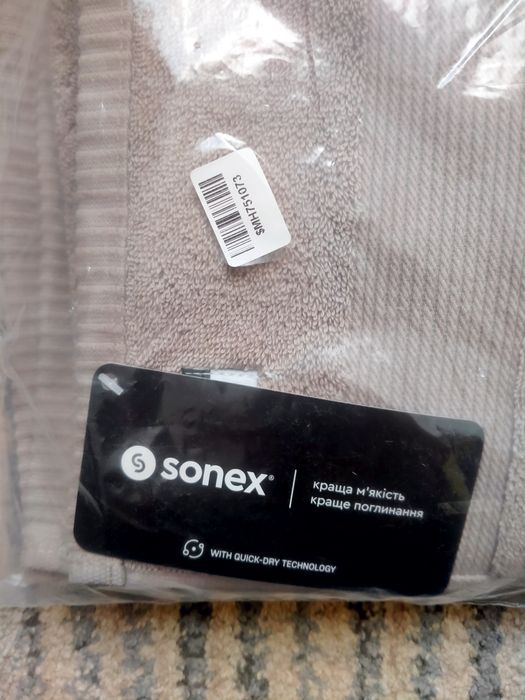 SMH751073
sonex®
краща м'якість
краще поглинання
WITH QUICK-DRY TECHNOLOGY